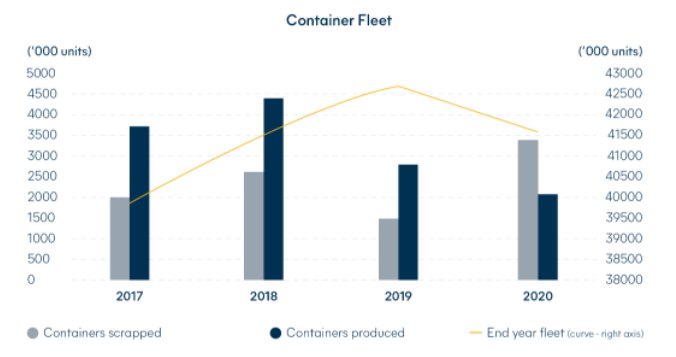 Container Fleet
('000 units) ('000 units)
5000 43000
4500 42500
4000 42000
3500 41500
3000 41000
2500 40500
2000 40000
1500 39500
1000 39000
500 38500
0 38000
2017 2018 2019 2020
Containers scrapped Containers produced End year fleet (curve - right axis)